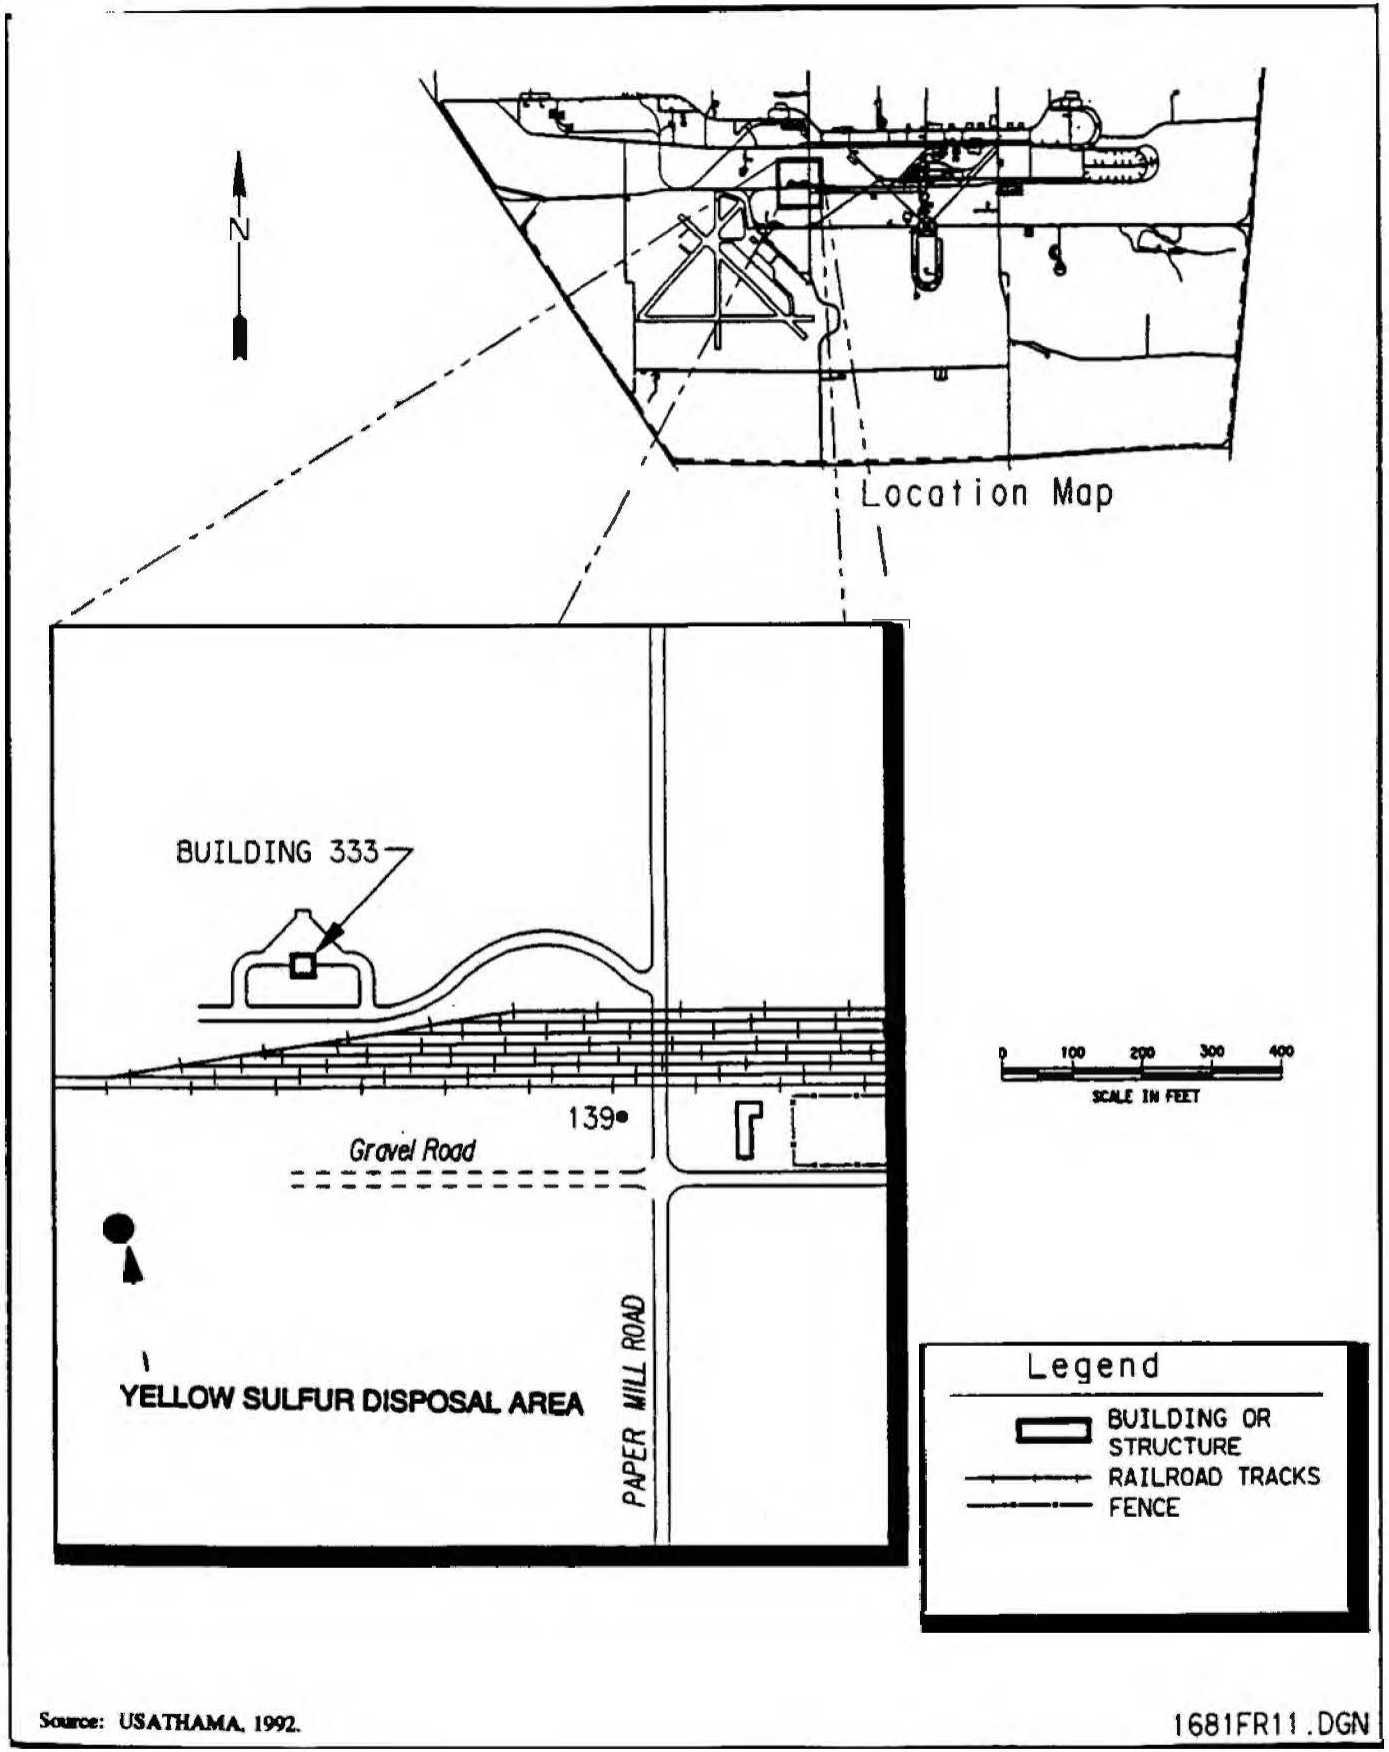 N
Location Map
BUILDING 333
139
Gravel Road
0 100 200 300 400
SCALE IN FEET
YELLOW SULFUR DISPOSAL AREA
PAPER MILL ROAD
Legend
BUILDING OR
STRUCTURE
RAILROAD TRACKS
FENCE
Source: USATHAMA, 1992.
1681FR11.DGN